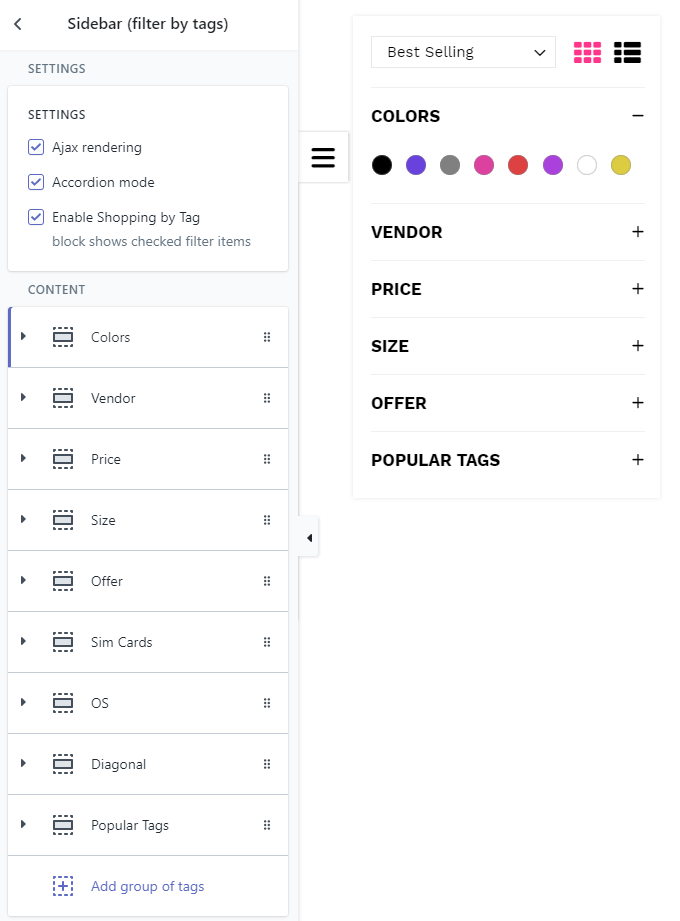 Sidebar (filter by tags)
SETTINGS
SETTINGS
Ajax rendering
Accordion mode
Enable Shopping by Tag
block shows checked filter items
CONTENT
Colors
Vendor
Price
Size
Offer
Sim Cards
OS
Diagonal
Popular Tags
Add group of tags
Best Selling
COLORS
VENDOR
PRICE
SIZE
OFFER
POPULAR TAGS